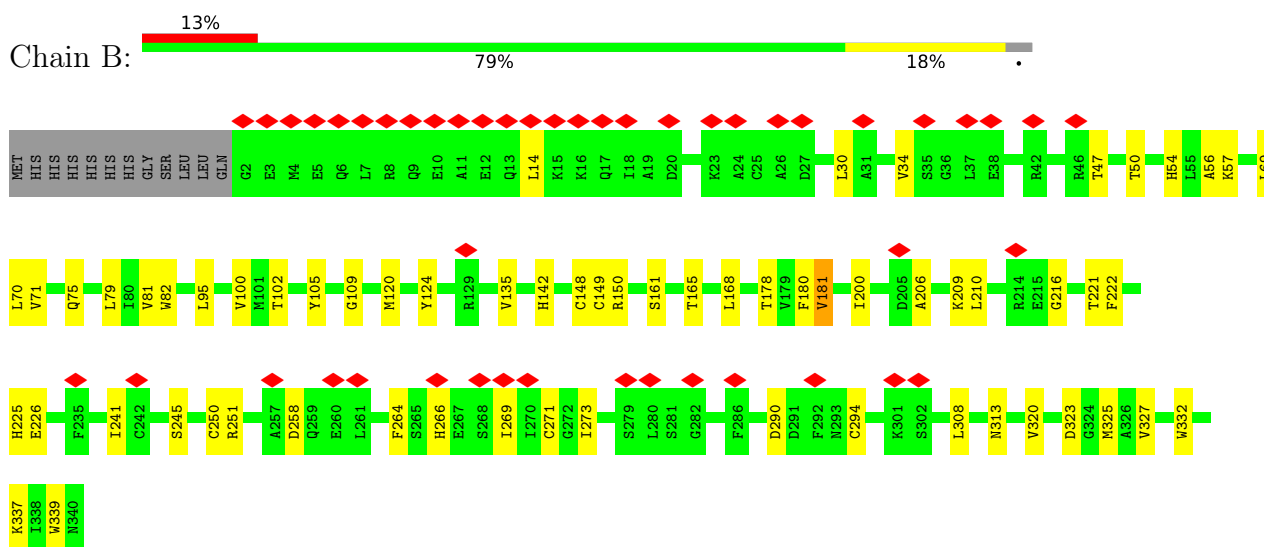 13%
Chain B:
79% 18% •
MET HIS HIS HIS HIS HIS HIS GLY SER LEU LEU GLN G2 E3 M4 E5 Q6 L7 R8 Q9 E10 A11 E12 Q13 L14 K15 K16 Q17 I18 A19 D20 K23 A24 C25 A26 D27 L30 A31 V34 S35 G36 L37 E38 R42 R46 T47 T50 H54 L55 A56 K57
L70 V71 Q75 L79 I80 V81 W82 L95 V100 M101 T102 Y105 G109 M120 Y124 R129 V135 H142 C148 C149 R150 S161 T165 L168 T178 V179 F180 V181 I200 D205 A206 K209 L210 R214 E215 G216 T221 F222
H225 E226 F235 I241 C242 S245 C250 R251 A257 D258 Q259 E260 L261 F264 S265 H266 E267 S268 I269 I270 C271 G272 I273 S279 L280 S281 G282 F286 D290 D291 F292 N293 C294 K301 S302 L308 N313 V320 D323 G324 M325 A326 V327 W332
K337 I338 W339 N340